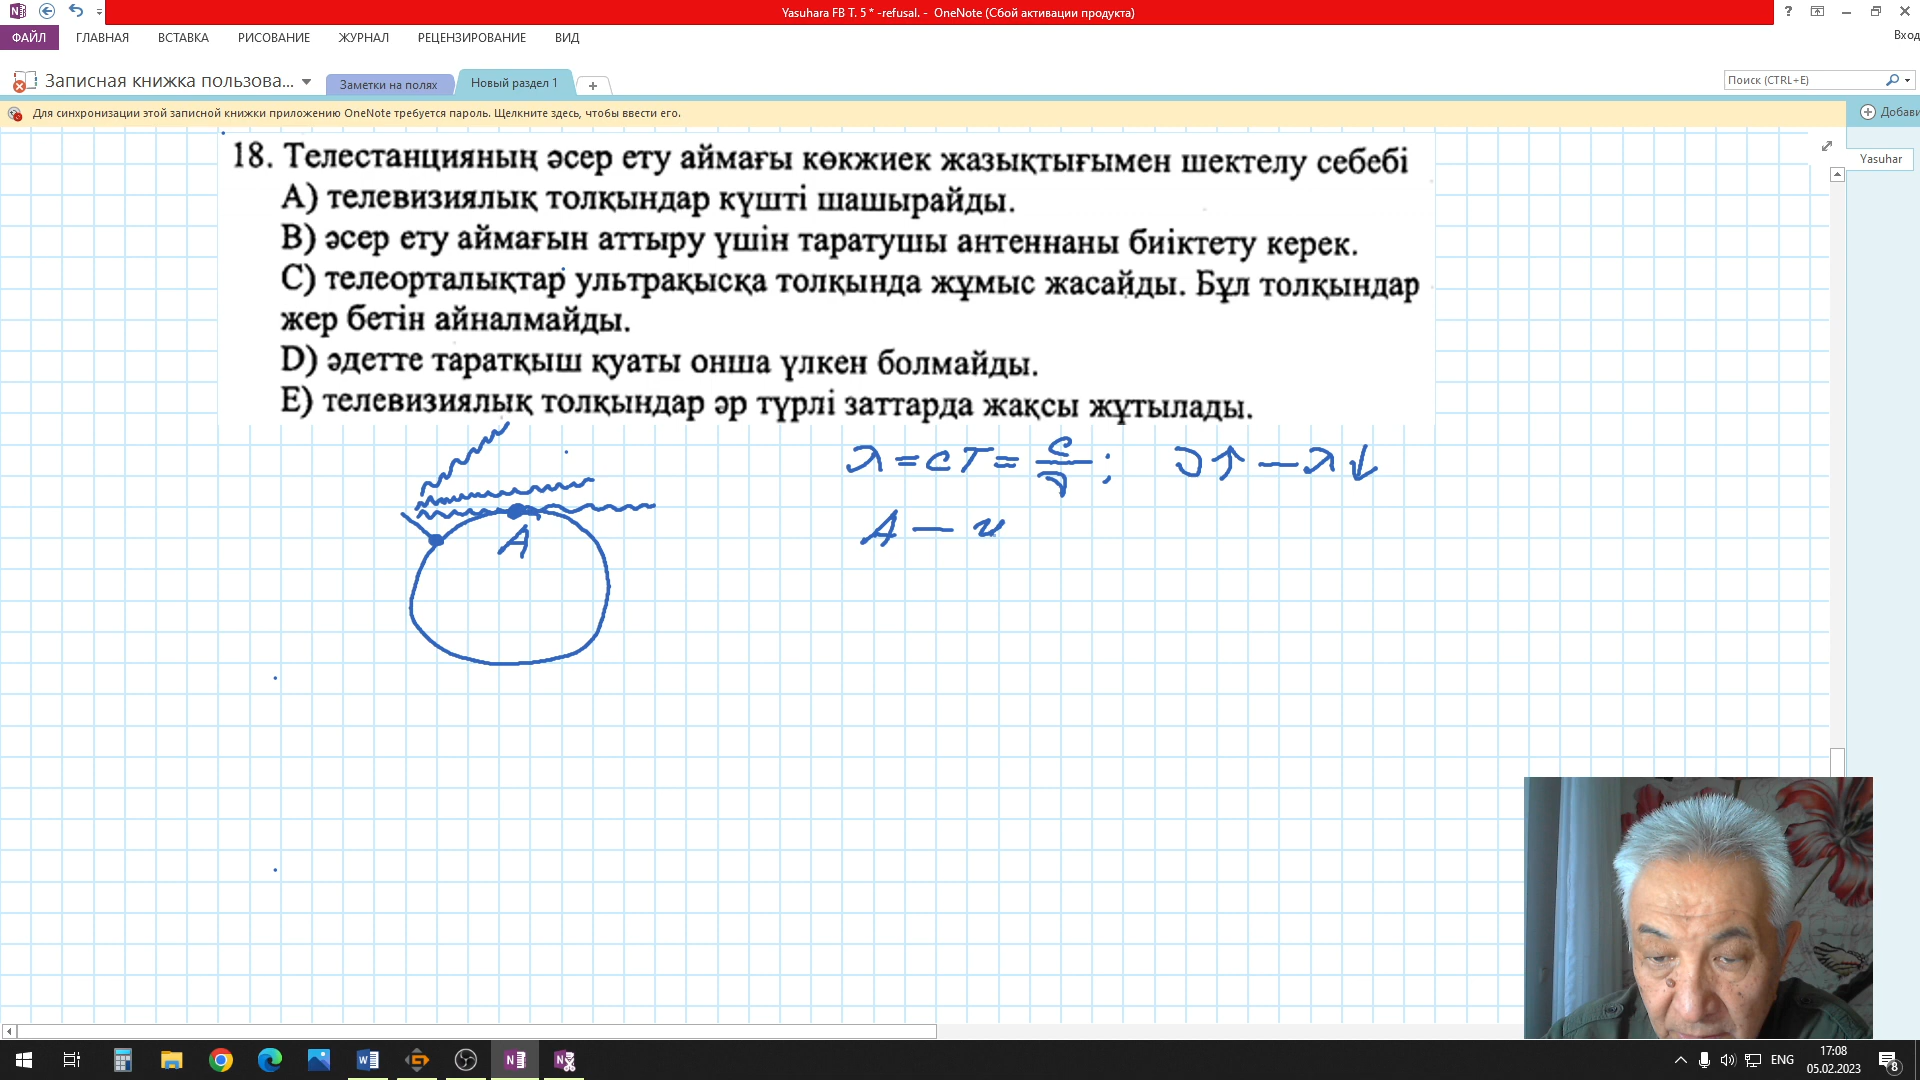 Yasuhara FB T. 5 * -refusal. - OneNote (Сбой активации продукта)
ФАЙЛ ГЛАВНАЯ ВСТАВКА РИСОВАНИЕ ЖУРНАЛ РЕЦЕНЗИРОВАНИЕ ВИД
Вход
Записная книжка пользова... Заметки на полях Новый раздел 1
Поиск (CTRL+E)
Для синхронизации этой записной книжки приложению OneNote требуется пароль. Щелкните здесь, чтобы ввести его.
Добави
Yasuhar
18. Телестанцияның әсер ету аймағы көкжиек жазықтығымен шектелу себебі
A) телевизиялық толқындар күшті шашырайды.
B) әсер ету аймағын аттыру үшін таратушы антеннаны биіктету керек.
C) телеорталықтар ультрақысқа толқында жұмыс жасайды. Бұл толқындар
жер бетін айналмайды.
D) әдетте таратқыш қуаты онша үлкен болмайды.
E) телевизиялық толқындар әр түрлі заттарда жақсы жұтылады.
λ = cT = c/ν ; ν↑ — λ↓
A — и
A
ENG
17:08
05.02.2023
8